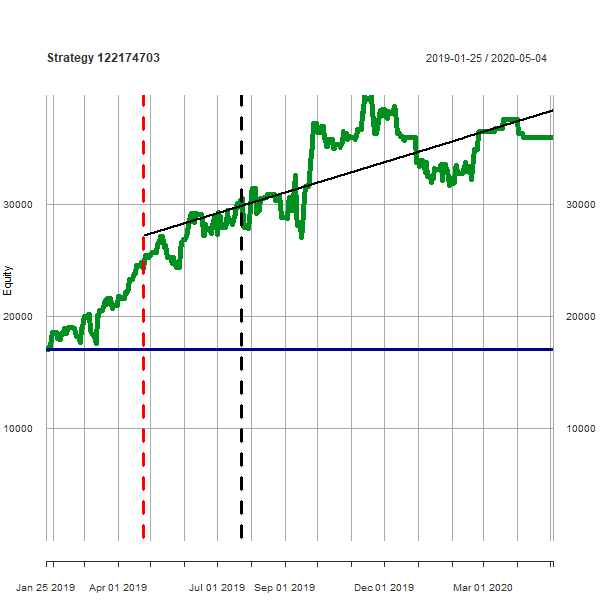 Strategy 122174703
2019-01-25 / 2020-05-04
30000
30000
Equity
20000
20000
10000
10000
Jan 25 2019
Apr 01 2019
Jul 01 2019
Sep 01 2019
Dec 01 2019
Mar 01 2020